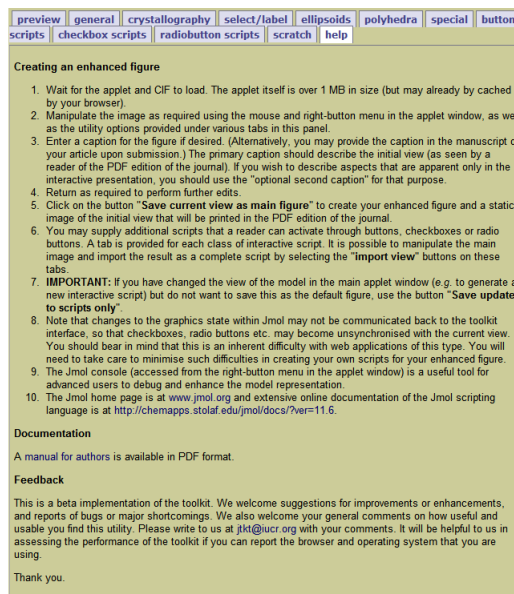 preview general crystallography select/label ellipsoids polyhedra special button
scripts checkbox scripts radiobutton scripts scratch help
Creating an enhanced figure
1. Wait for the applet and CIF to load. The applet itself is over 1 MB in size (but may already by cached
by your browser).
2. Manipulate the image as required using the mouse and right-button menu in the applet window, as we
as the utility options provided under various tabs in this panel.
3. Enter a caption for the figure if desired. (Alternatively, you may provide the caption in the manuscript o
your article upon submission.) The primary caption should describe the initial view (as seen by a
reader of the PDF edition of the journal). If you wish to describe aspects that are apparent only in the
interactive presentation, you should use the "optional second caption" for that purpose.
4. Return as required to perform further edits.
5. Click on the button "Save current view as main figure" to create your enhanced figure and a static
image of the initial view that will be printed in the PDF edition of the journal.
6. You may supply additional scripts that a reader can activate through buttons, checkboxes or radio
buttons. A tab is provided for each class of interactive script. It is possible to manipulate the main
image and import the result as a complete script by selecting the "import view" buttons on these
tabs.
7. IMPORTANT: If you have changed the view of the model in the main applet window (e.g. to generate a
new interactive script) but do not want to save this as the default figure, use the button "Save update
to scripts only".
8. Note that changes to the graphics state within Jmol may not be communicated back to the toolkit
interface, so that checkboxes, radio buttons etc. may become unsynchronised with the current view.
You should bear in mind that this is an inherent difficulty with web applications of this type. You will
need to take care to minimise such difficulties in creating your own scripts for your enhanced figure.
9. The Jmol console (accessed from the right-button menu in the applet window) is a useful tool for
advanced users to debug and enhance the model representation.
10. The Jmol home page is at www.jmol.org and extensive online documentation of the Jmol scripting
language is at http://chemapps.stolaf.edu/jmol/docs/?ver=11.6.
Documentation
A manual for authors is available in PDF format.
Feedback
This is a beta implementation of the toolkit. We welcome suggestions for improvements or enhancements,
and reports of bugs or major shortcomings. We also welcome your general comments on how useful and
usable you find this utility. Please write to us at jtkt@iucr.org with your comments. It will be helpful to us in
assessing the performance of the toolkit if you can report the browser and operating system that you are
using.
Thank you.